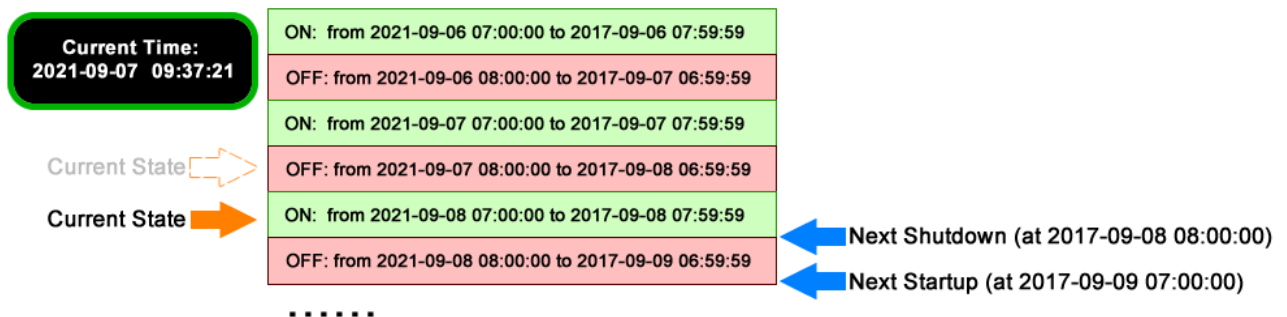 Current Time:
2021-09-07 09:37:21
ON: from 2021-09-06 07:00:00 to 2017-09-06 07:59:59
OFF: from 2021-09-06 08:00:00 to 2017-09-07 06:59:59
ON: from 2021-09-07 07:00:00 to 2017-09-07 07:59:59
Current State
OFF: from 2021-09-07 08:00:00 to 2017-09-08 06:59:59
Current State
ON: from 2021-09-08 07:00:00 to 2017-09-08 07:59:59
Next Shutdown (at 2017-09-08 08:00:00)
OFF: from 2021-09-08 08:00:00 to 2017-09-09 06:59:59
Next Startup (at 2017-09-09 07:00:00)
......